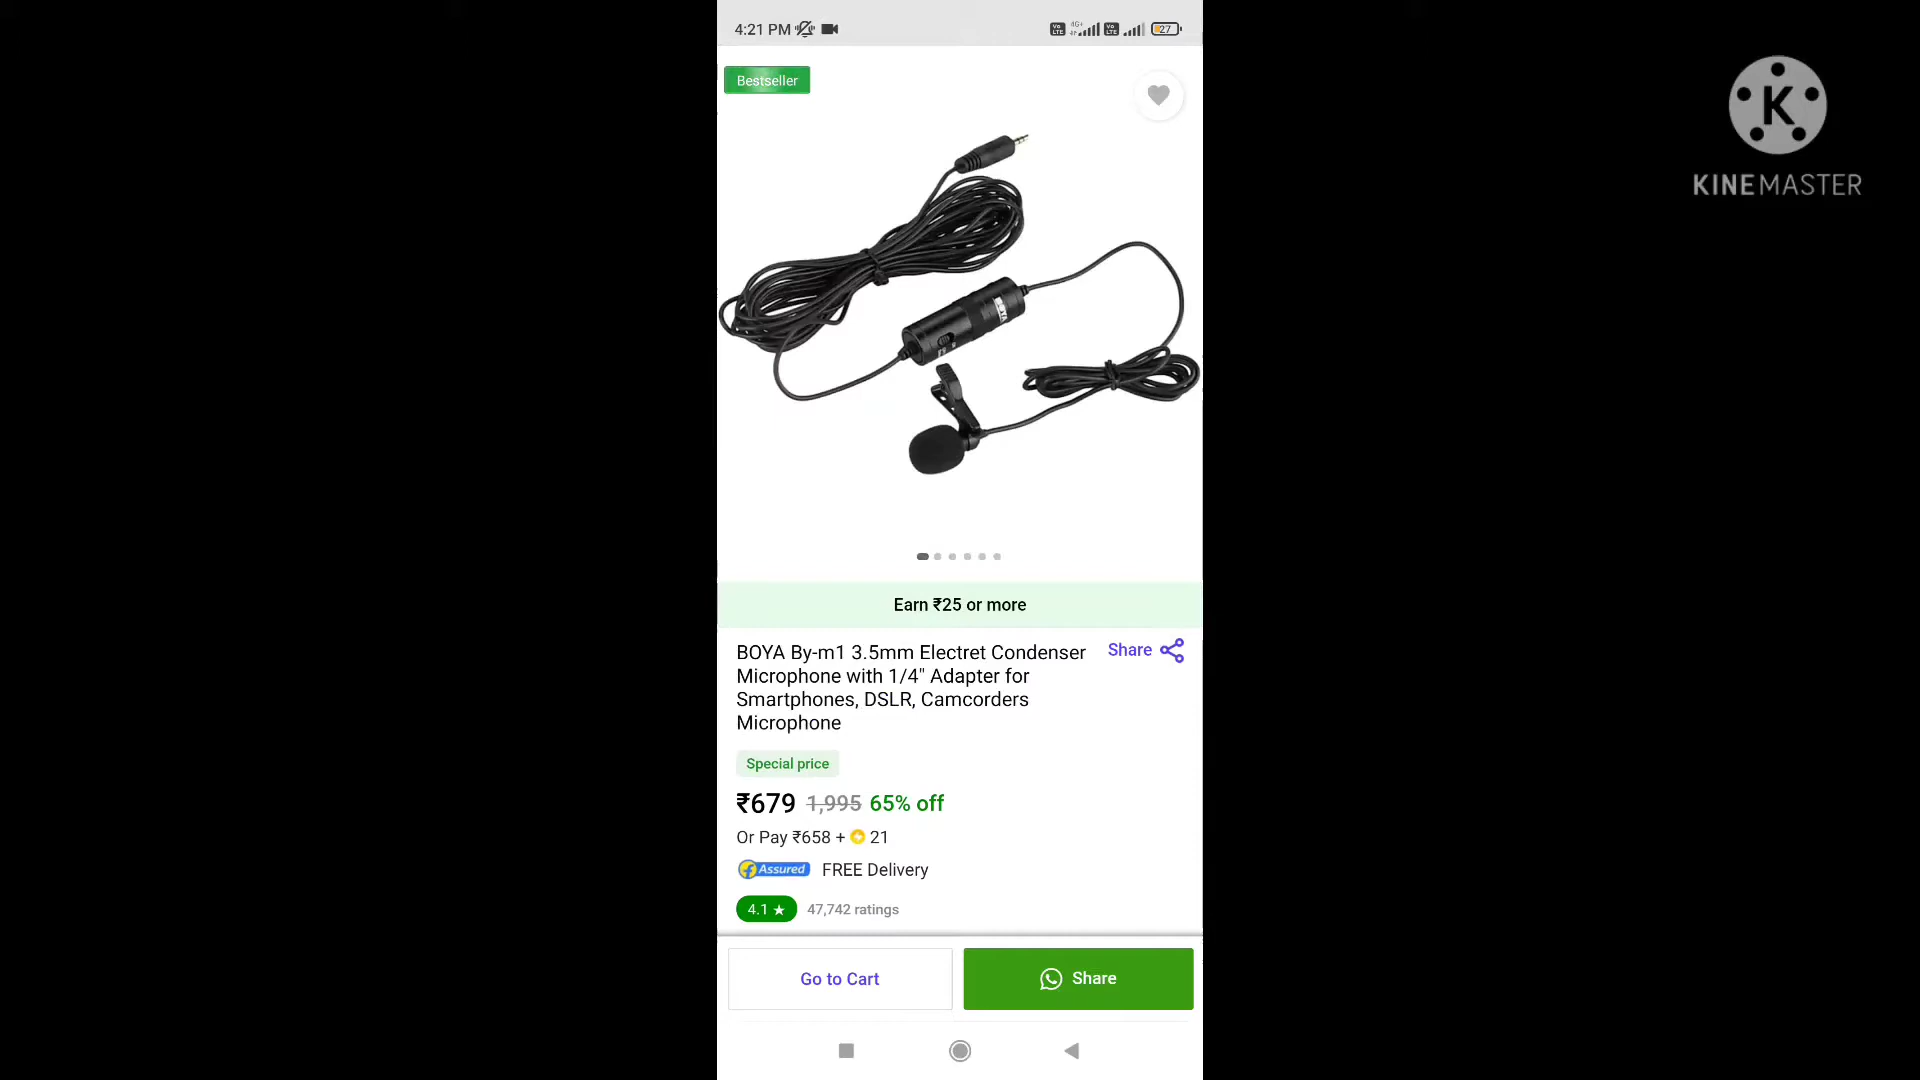 4:21 PM
27
Bestseller
KINEMASTER
BOYA
Earn ₹25 or more
BOYA By-m1 3.5mm Electret Condenser
Microphone with 1/4" Adapter for
Smartphones, DSLR, Camcorders
Microphone
Share
Special price
₹679 1,995 65% off
Or Pay ₹658 + 21
Assured FREE Delivery
4.1 ★ 47,742 ratings
Go to Cart
Share